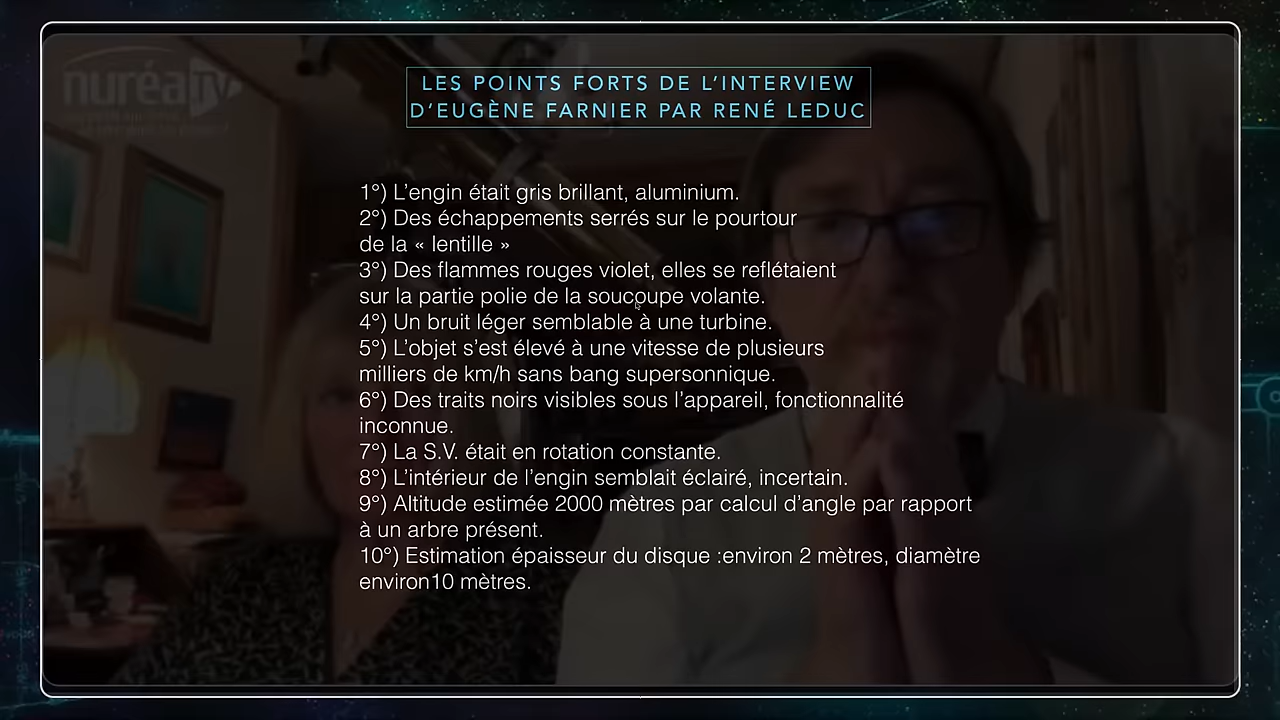 nuréaTV
LES POINTS FORTS DE L'INTERVIEW
D'EUGÈNE FARNIER PAR RENÉ LEDUC
1°) L'engin était gris brillant, aluminium.
2°) Des échappements serrés sur le pourtour
de la « lentille »
3°) Des flammes rouges violet, elles se reflétaient
sur la partie polie de la soucoupe volante.
4°) Un bruit léger semblable à une turbine.
5°) L'objet s'est élevé à une vitesse de plusieurs
milliers de km/h sans bang supersonnique.
6°) Des traits noirs visibles sous l'appareil, fonctionnalité
inconnue.
7°) La S.V. était en rotation constante.
8°) L'intérieur de l'engin semblait éclairé, incertain.
9°) Altitude estimée 2000 mètres par calcul d'angle par rapport
à un arbre présent.
10°) Estimation épaisseur du disque :environ 2 mètres, diamètre
environ10 mètres.